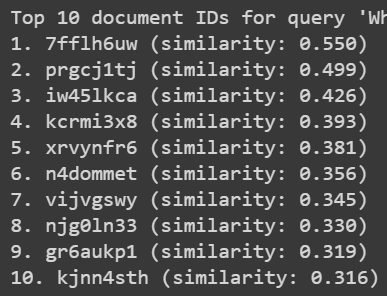 Top 10 document IDs for query 'Wh
1. 7fflh6uw (similarity: 0.550)
2. prgcj1tj (similarity: 0.499)
3. iw45lkca (similarity: 0.426)
4. kcrmi3x8 (similarity: 0.393)
5. xrvynfr6 (similarity: 0.381)
6. n4dommet (similarity: 0.356)
7. vijvgswy (similarity: 0.345)
8. njg0ln33 (similarity: 0.330)
9. gr6aukp1 (similarity: 0.319)
10. kjnn4sth (similarity: 0.316)